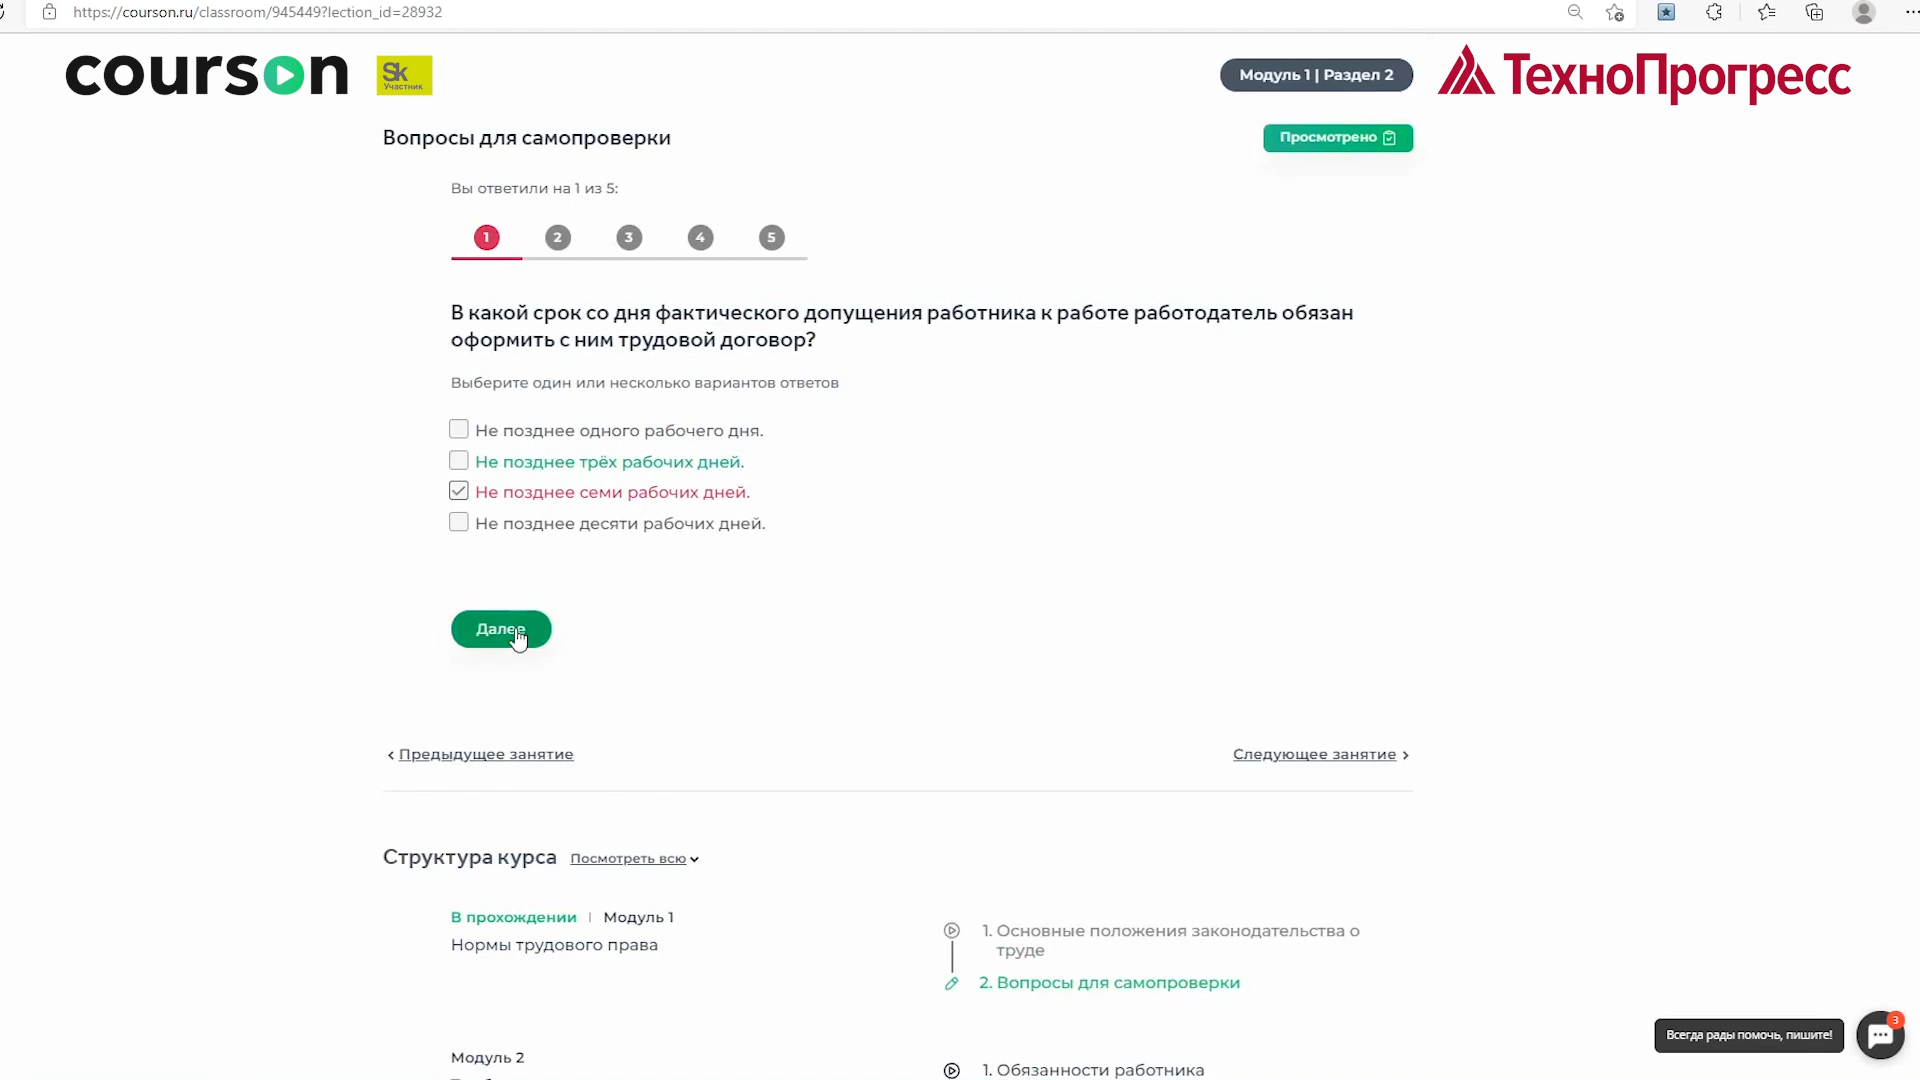 https://courson.ru/classroom/945449?lection_id=28932
courson
Sk
Участник
Модуль 1 | Раздел 2
ТехноПрогресс
Вопросы для самопроверки
Просмотрено
Вы ответили на 1 из 5:
1 2 3 4 5
В какой срок со дня фактического допущения работника к работе работодатель обязан
оформить с ним трудовой договор?
Выберите один или несколько вариантов ответов
Не позднее одного рабочего дня.
Не позднее трёх рабочих дней.
Не позднее семи рабочих дней.
Не позднее десяти рабочих дней.
Далее
Предыдущее занятие
Следующее занятие
Структура курса Посмотреть всю
В прохождении | Модуль 1
Нормы трудового права
1. Основные положения законодательства о
труде
2. Вопросы для самопроверки
Всегда рады помочь, пишите!
3
Модуль 2
1. Обязанности работника